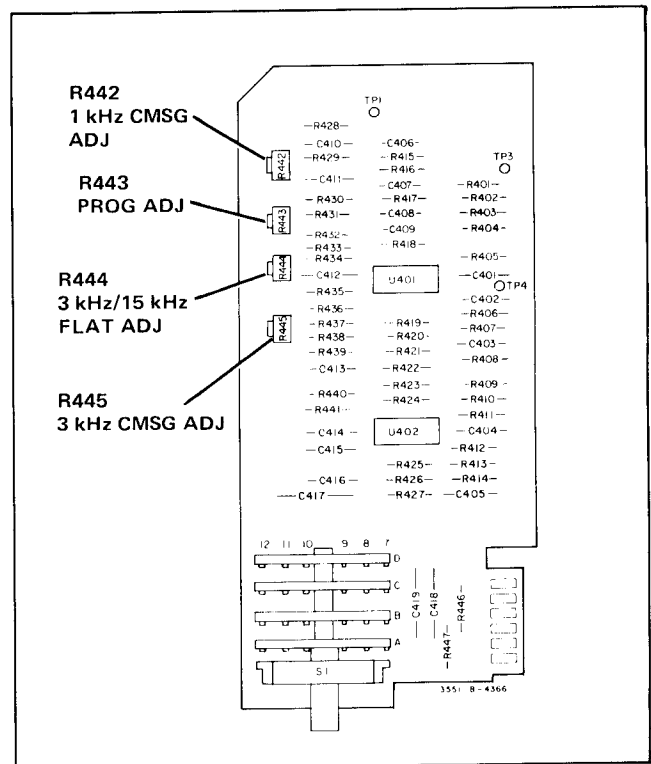 R442
1 kHz CMSG
ADJ
R443
PROG ADJ
R444
3 kHz/15 kHz
FLAT ADJ
R445
3 kHz CMSG ADJ
R442
R443
R444
R445
TP1
TP3
TP4
R428
C410
R429
C411
R430
R431
R432
R433
R434
C412
R435
R436
R437
R438
R439
C413
R440
R441
C414
C415
C416
C417
C406
R415
R416
C407
R417
C408
C409
R418
U401
R419
R420
R421
R422
R423
R424
U402
R425
R426
R427
R401
R402
R403
R404
R405
C401
C402
R406
R407
C403
R408
R409
R410
R411
C404
R412
R413
R414
C405
12 11 10 9 8 7
D
C
B
A
S1
C419
C418
R447
R446
3551 B-4366